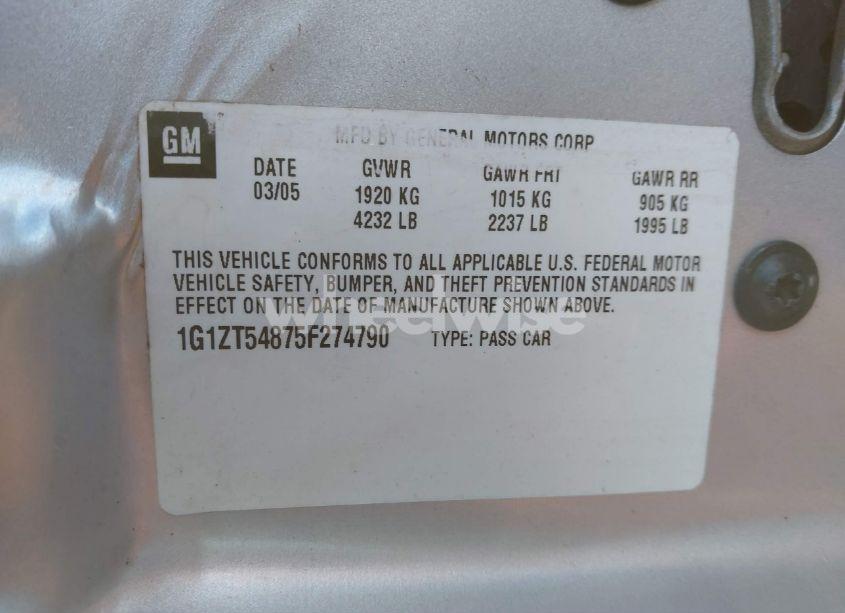 GM
MFD BY GENERAL MOTORS CORP
DATE GVWR GAWR FRT GAWR RR
03/05 1920 KG 1015 KG 905 KG
4232 LB 2237 LB 1995 LB
THIS VEHICLE CONFORMS TO ALL APPLICABLE U.S. FEDERAL MOTOR
VEHICLE SAFETY, BUMPER, AND THEFT PREVENTION STANDARDS IN
EFFECT ON THE DATE OF MANUFACTURE SHOWN ABOVE.
wheelwise
1G1ZT54875F274790 TYPE: PASS CAR